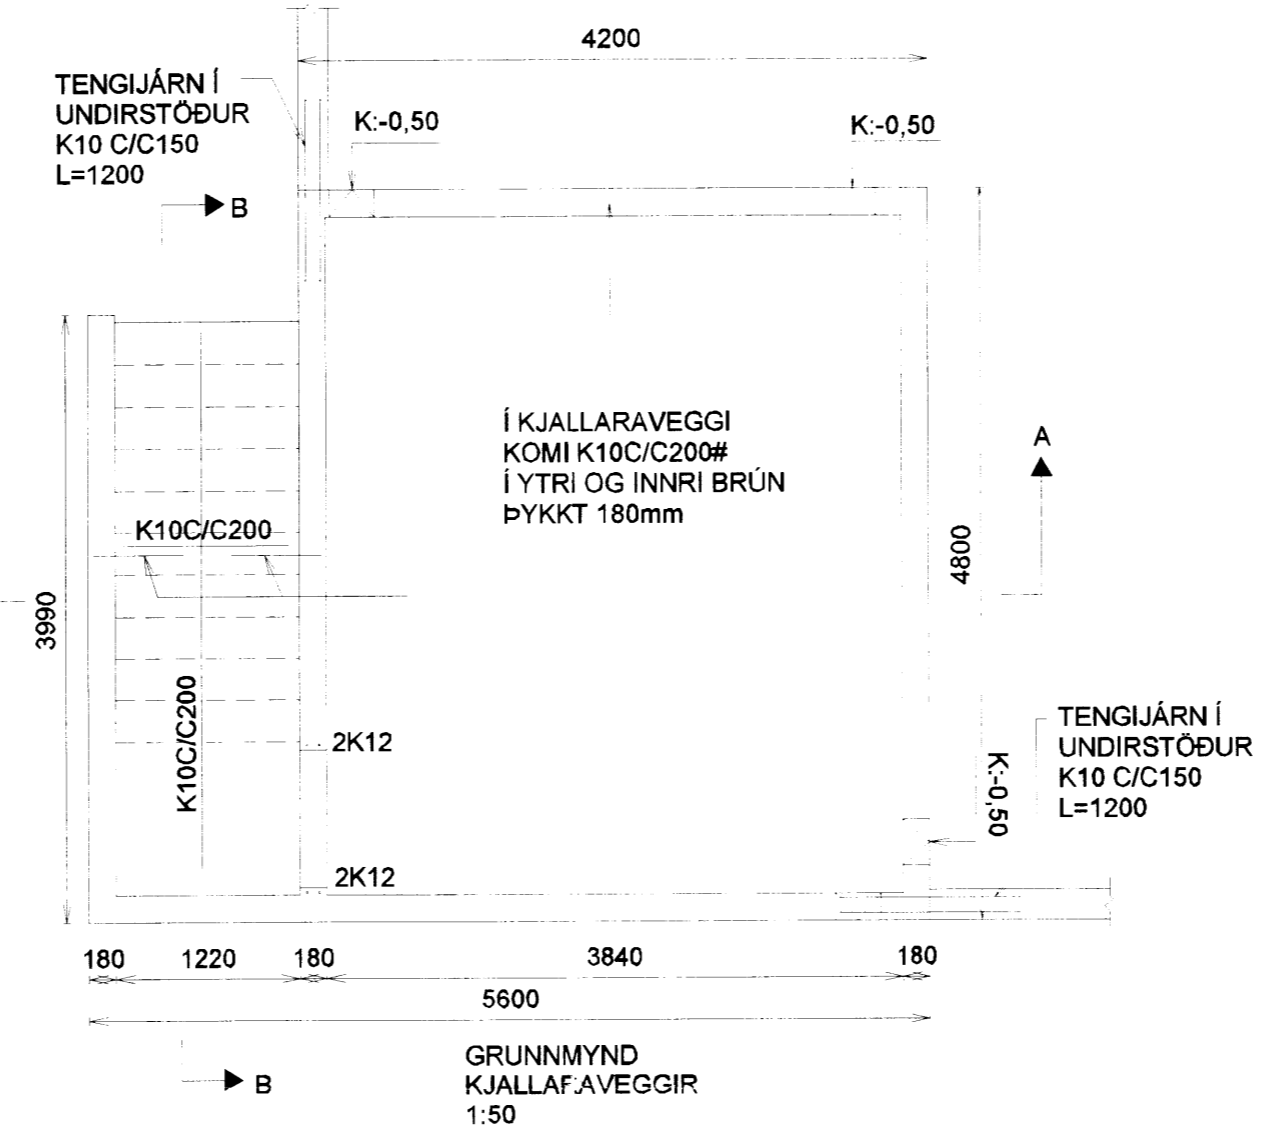 4200
TENGIJÁRN Í
UNDIRSTÖÐUR
K10 C/C150
L=1200
K:-0,50
K:-0,50
B
Í KJALLARAVEGGI
KOMI K10C/C200#
Í YTRI OG INNRI BRÚN
ÞYKKT 180mm
A
K10C/C200
4800
3990
K10C/C200
2K12
TENGIJÁRN Í
UNDIRSTÖÐUR
K10 C/C150
L=1200
K:-0,50
2K12
180 1220 180 3840 180
5600
B
GRUNNMYND
KJALLARAVEGGIR
1:50